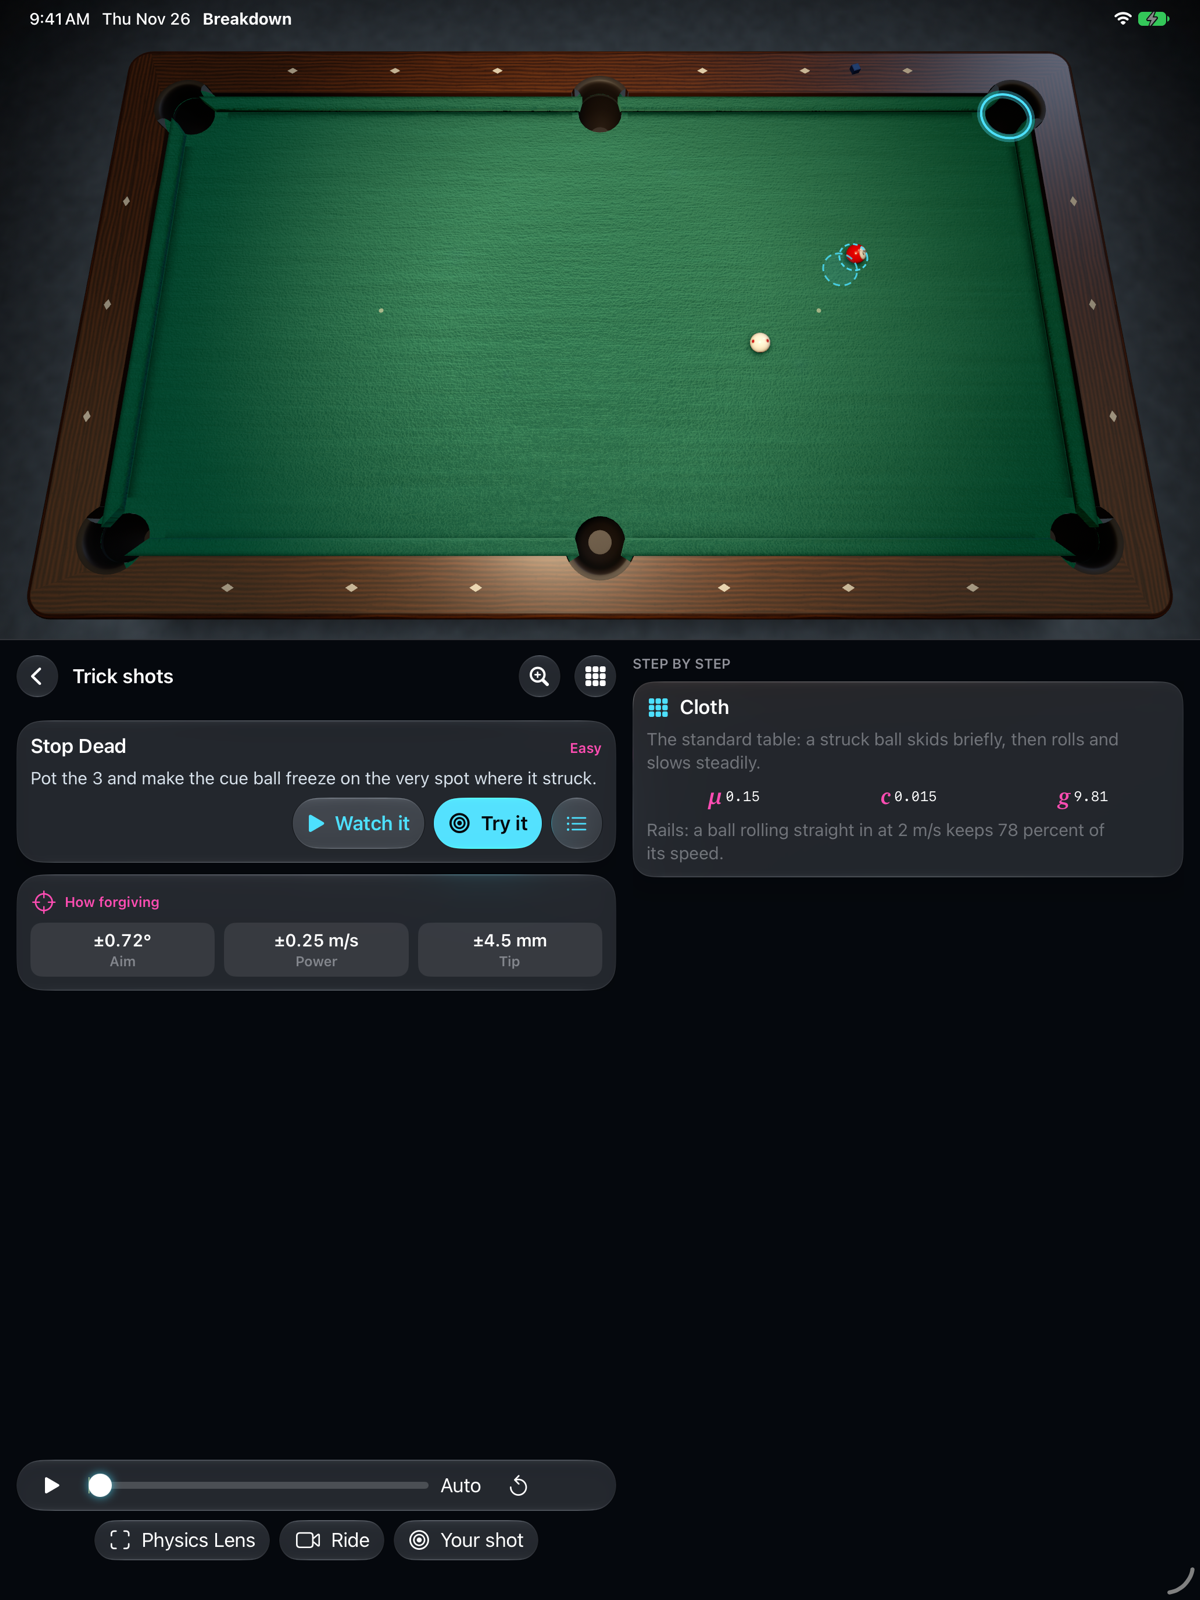 9:41 AM Thu Nov 26 Breakdown
Trick shots
Stop Dead
Easy
Pot the 3 and make the cue ball freeze on the very spot where it struck.
Watch it
Try it
How forgiving
±0.72°
Aim
±0.25 m/s
Power
±4.5 mm
Tip
STEP BY STEP
Cloth
The standard table: a struck ball skids briefly, then rolls and
slows steadily.
μ 0.15
c 0.015
g 9.81
Rails: a ball rolling straight in at 2 m/s keeps 78 percent of
its speed.
Auto
Physics Lens
Ride
Your shot